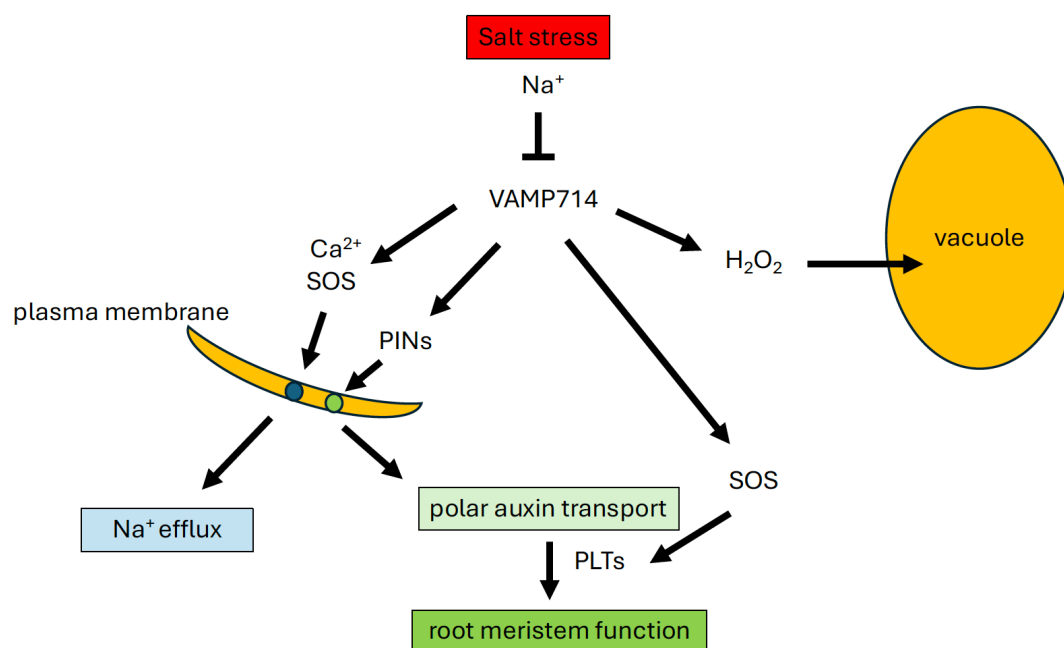 Salt stress
Na⁺
VAMP714
Ca²⁺
SOS
H₂O₂
vacuole
plasma membrane
PINs
SOS
polar auxin transport
Na⁺ efflux
PLTs
root meristem function